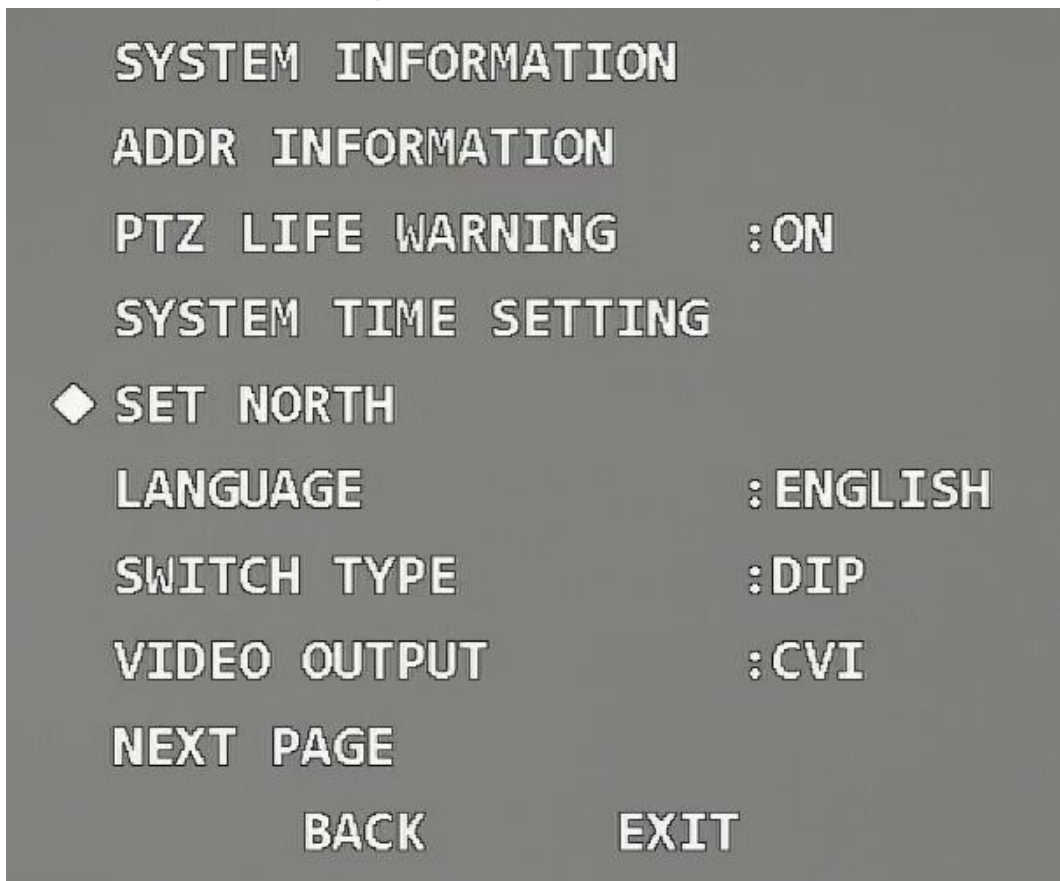 SYSTEM INFORMATION
ADDR INFORMATION
PTZ LIFE WARNING :ON
SYSTEM TIME SETTING
SET NORTH
LANGUAGE :ENGLISH
SWITCH TYPE :DIP
VIDEO OUTPUT :CVI
NEXT PAGE
BACK EXIT